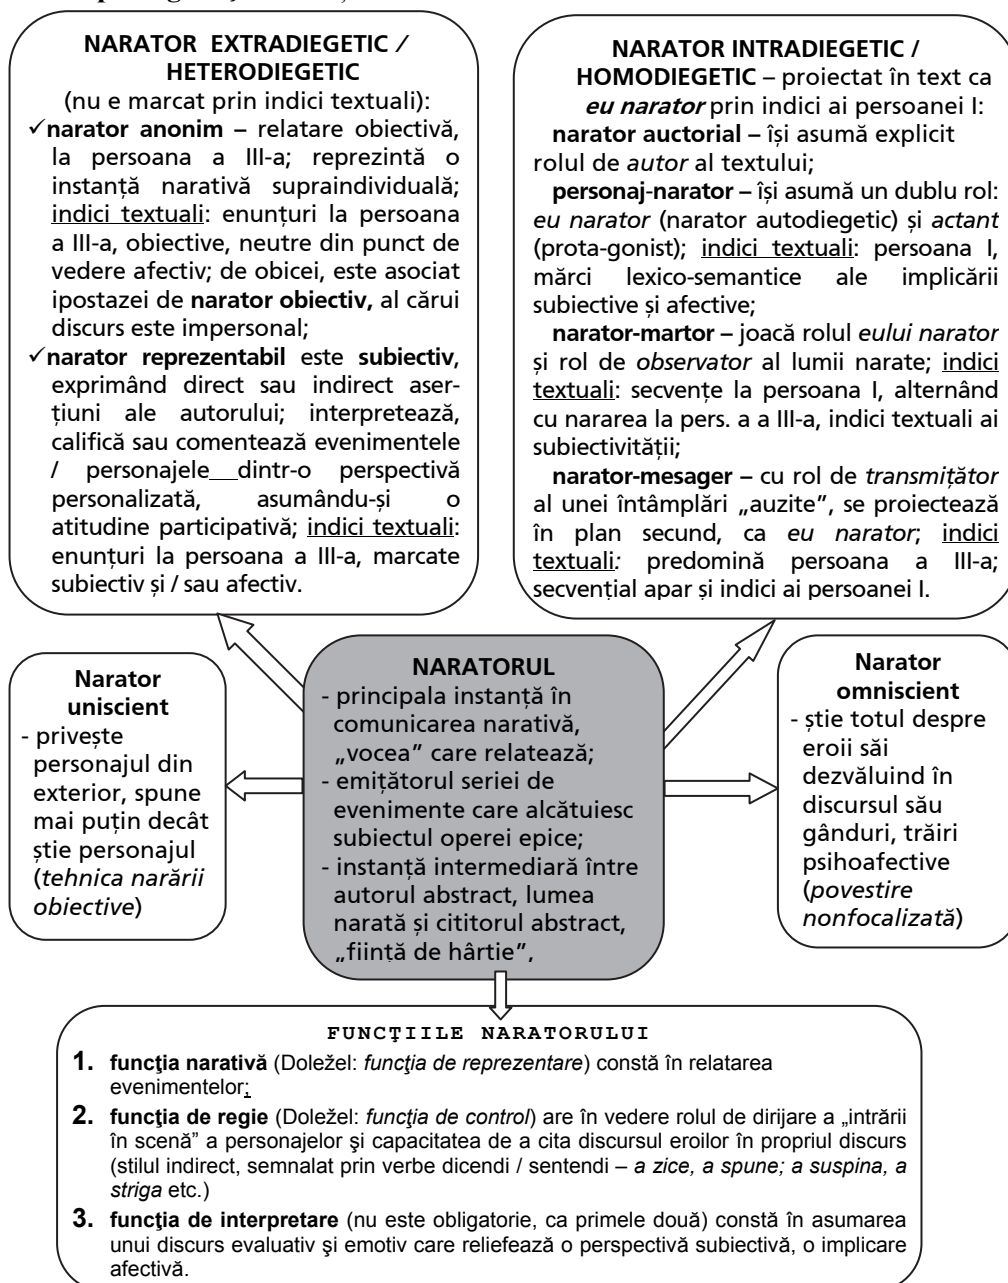 NARATOR EXTRADIEGETIC /
HETERODIEGETIC
(nu e marcat prin indici textuali):
✓narator anonim – relatare obiectivă,
la persoana a III-a; reprezintă o
instanță narativă supraindividuală;
indici textuali: enunțuri la persoana
a III-a, obiective, neutre din punct de
vedere afectiv; de obicei, este asociat
ipostazei de narator obiectiv, al cărui
discurs este impersonal;
✓narator reprezentabil este subiectiv,
exprimând direct sau indirect aser-
țiuni ale autorului; interpretează,
califică sau comentează evenimentele
/ personajele dintr-o perspectivă
personalizată, asumându-și o
atitudine participativă; indici textuali:
enunțuri la persoana a III-a, marcate
subiectiv și / sau afectiv.
NARATOR INTRADIEGETIC /
HOMODIEGETIC – proiectat în text ca
eu narator prin indici ai persoanei I:
narator auctorial – își asumă explicit
rolul de autor al textului;
personaj-narator – își asumă un dublu rol:
eu narator (narator autodiegetic) și actant
(prota-gonist); indici textuali: persoana I,
mărci lexico-semantice ale implicării
subiective și afective;
narator-martor – joacă rolul eului narator
și rol de observator al lumii narate; indici
textuali: secvențe la persoana I, alternând
cu nararea la pers. a a III-a, indici textuali ai
subiectivității;
narator-mesager – cu rol de transmițător
al unei întâmplări „auzite”, se proiectează
în plan secund, ca eu narator; indici
textuali: predomină persoana a III-a;
secvențial apar și indici ai persoanei I.
Narator
uniscient
- privește
personajul din
exterior, spune
mai puțin decât
știe personajul
(tehnica narării
obiective)
NARATORUL
- principala instanță în
comunicarea narativă,
„vocea” care relatează;
- emițătorul seriei de
evenimente care alcătuiesc
subiectul operei epice;
- instanță intermediară între
autorul abstract, lumea
narată și cititorul abstract,
„ființă de hârtie”,
Narator
omniscient
- știe totul despre
eroii săi
dezvăluind în
discursul său
gânduri, trăiri
psihoafective
(povestire
nonfocalizată)
FUNCŢIILE NARATORULUI
1. funcţia narativă (Doležel: funcţia de reprezentare) constă în relatarea
evenimentelor;
2. funcţia de regie (Doležel: funcţia de control) are în vedere rolul de dirijare a „intrării
în scenă” a personajelor şi capacitatea de a cita discursul eroilor în propriul discurs
(stilul indirect, semnalat prin verbe dicendi / sentendi – a zice, a spune; a suspina, a
striga etc.)
3. funcţia de interpretare (nu este obligatorie, ca primele două) constă în asumarea
unui discurs evaluativ şi emotiv care reliefează o perspectivă subiectivă, o implicare
afectivă.